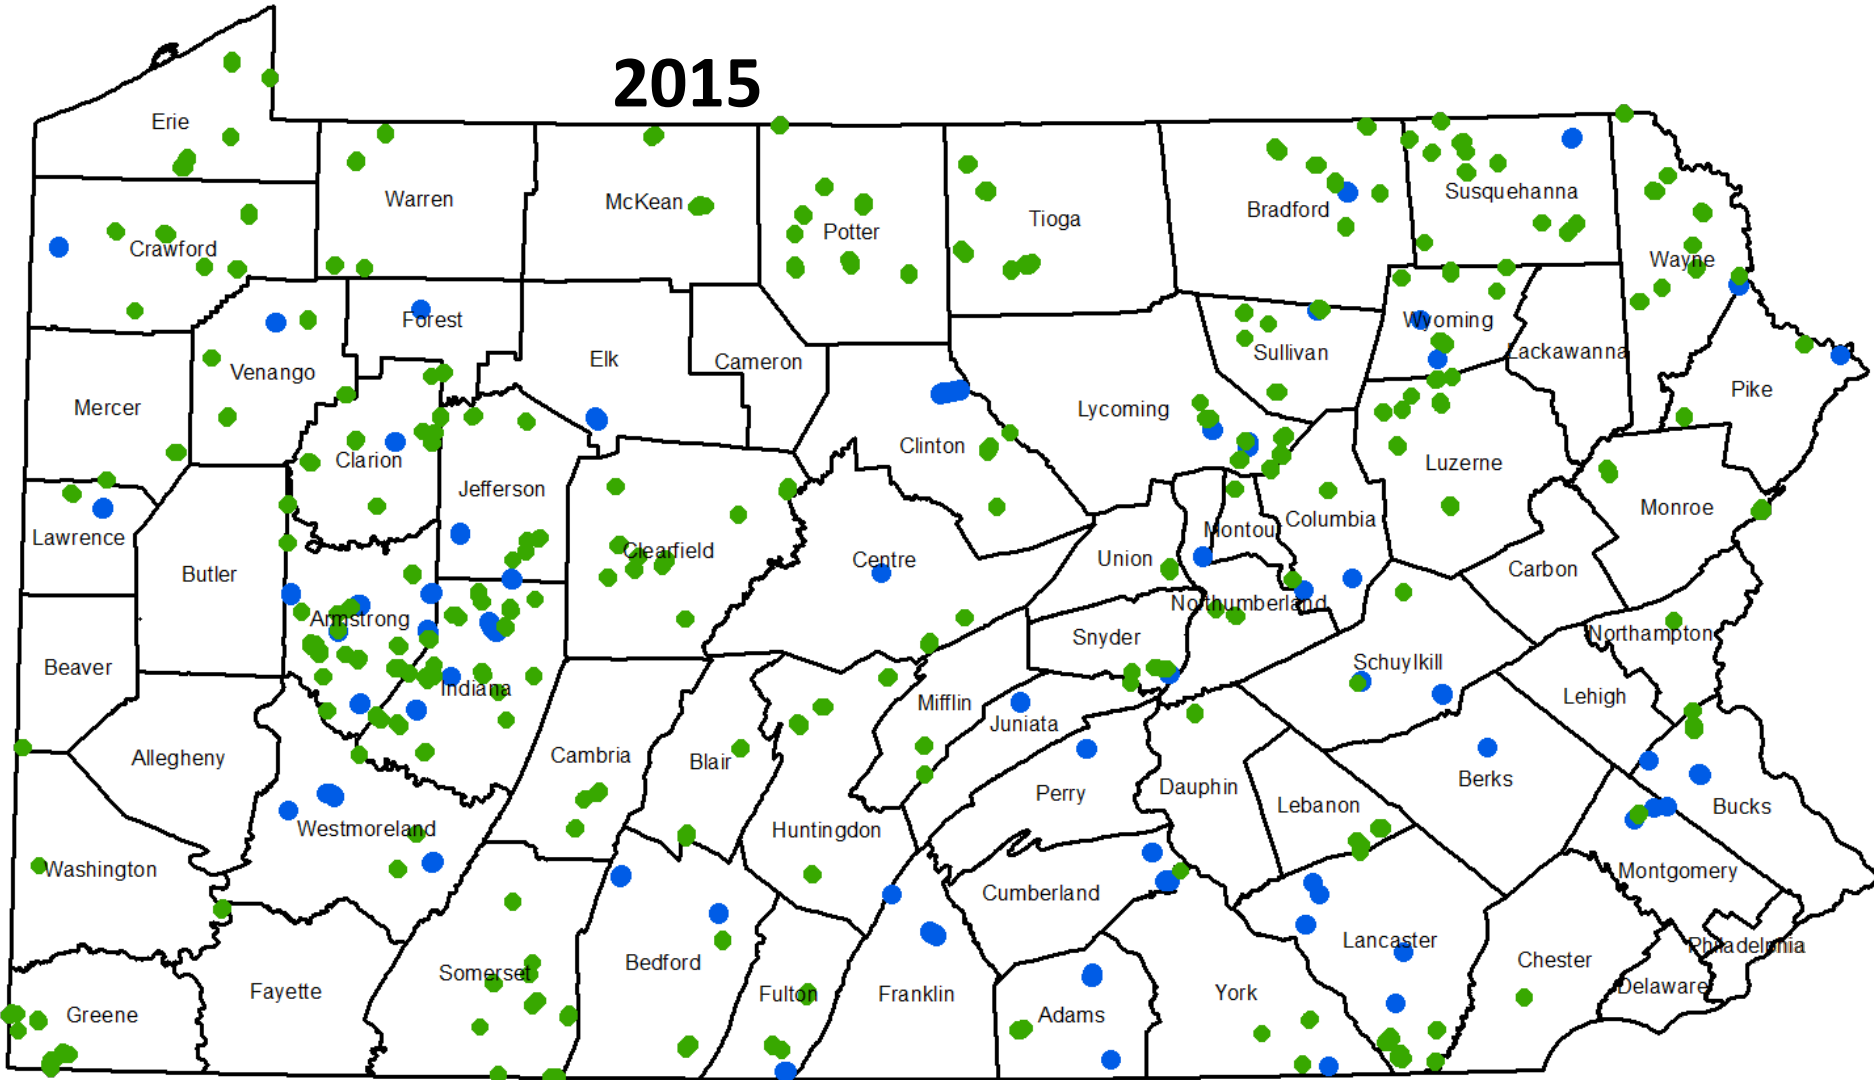 2015
Erie
Warren
McKean
Potter
Tioga
Bradford
Susquehanna
Wayne
Crawford
Forest
Venango
Elk
Cameron
Sullivan
Wyoming
Lackawanna
Pike
Mercer
Clarion
Jefferson
Clinton
Lycoming
Luzerne
Monroe
Lawrence
Butler
Clearfield
Centre
Union
Montou
Columbia
Carbon
Armstrong
Northumberland
Snyder
Northampton
Beaver
Indiana
Schuylkill
Mifflin
Juniata
Lehigh
Allegheny
Cambria
Blair
Perry
Dauphin
Lebanon
Berks
Bucks
Westmoreland
Huntingdon
Washington
Cumberland
Montgomery
Lancaster
Philadelphia
Somerset
Bedford
Chester
Fayette
Fulton
Franklin
York
Delaware
Greene
Adams